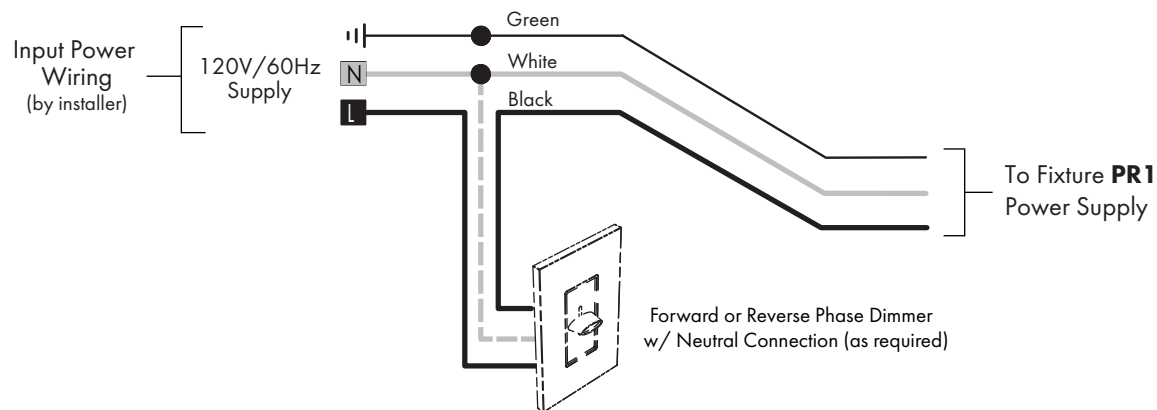 Green
Input Power
Wiring
(by installer)
120V/60Hz
Supply
N
White
L
Black
To Fixture PR1
Power Supply
Forward or Reverse Phase Dimmer
w/ Neutral Connection (as required)